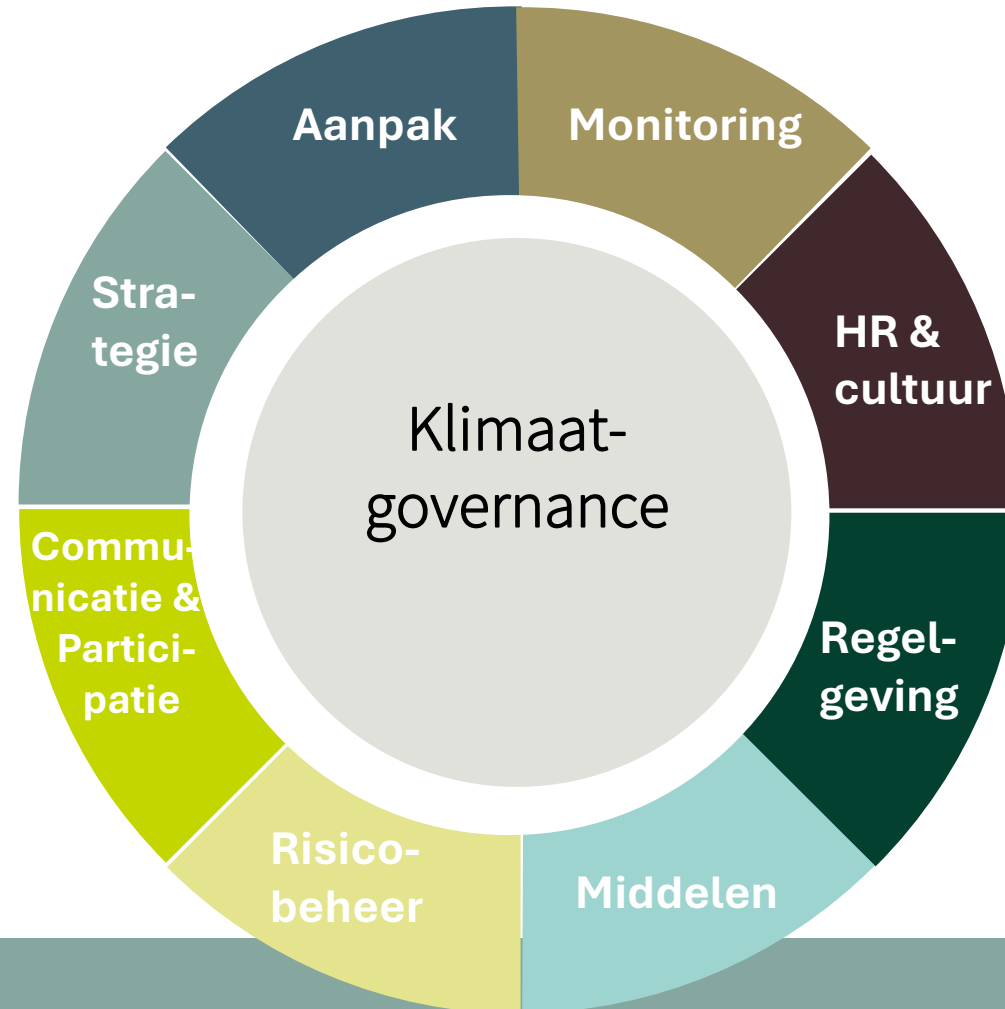 Aanpak
Monitoring
Stra-
tegie
HR &
cultuur
Klimaat-
governance
Commu-
nicatie &
Partici-
patie
Regel-
geving
Risico-
beheer
Middelen